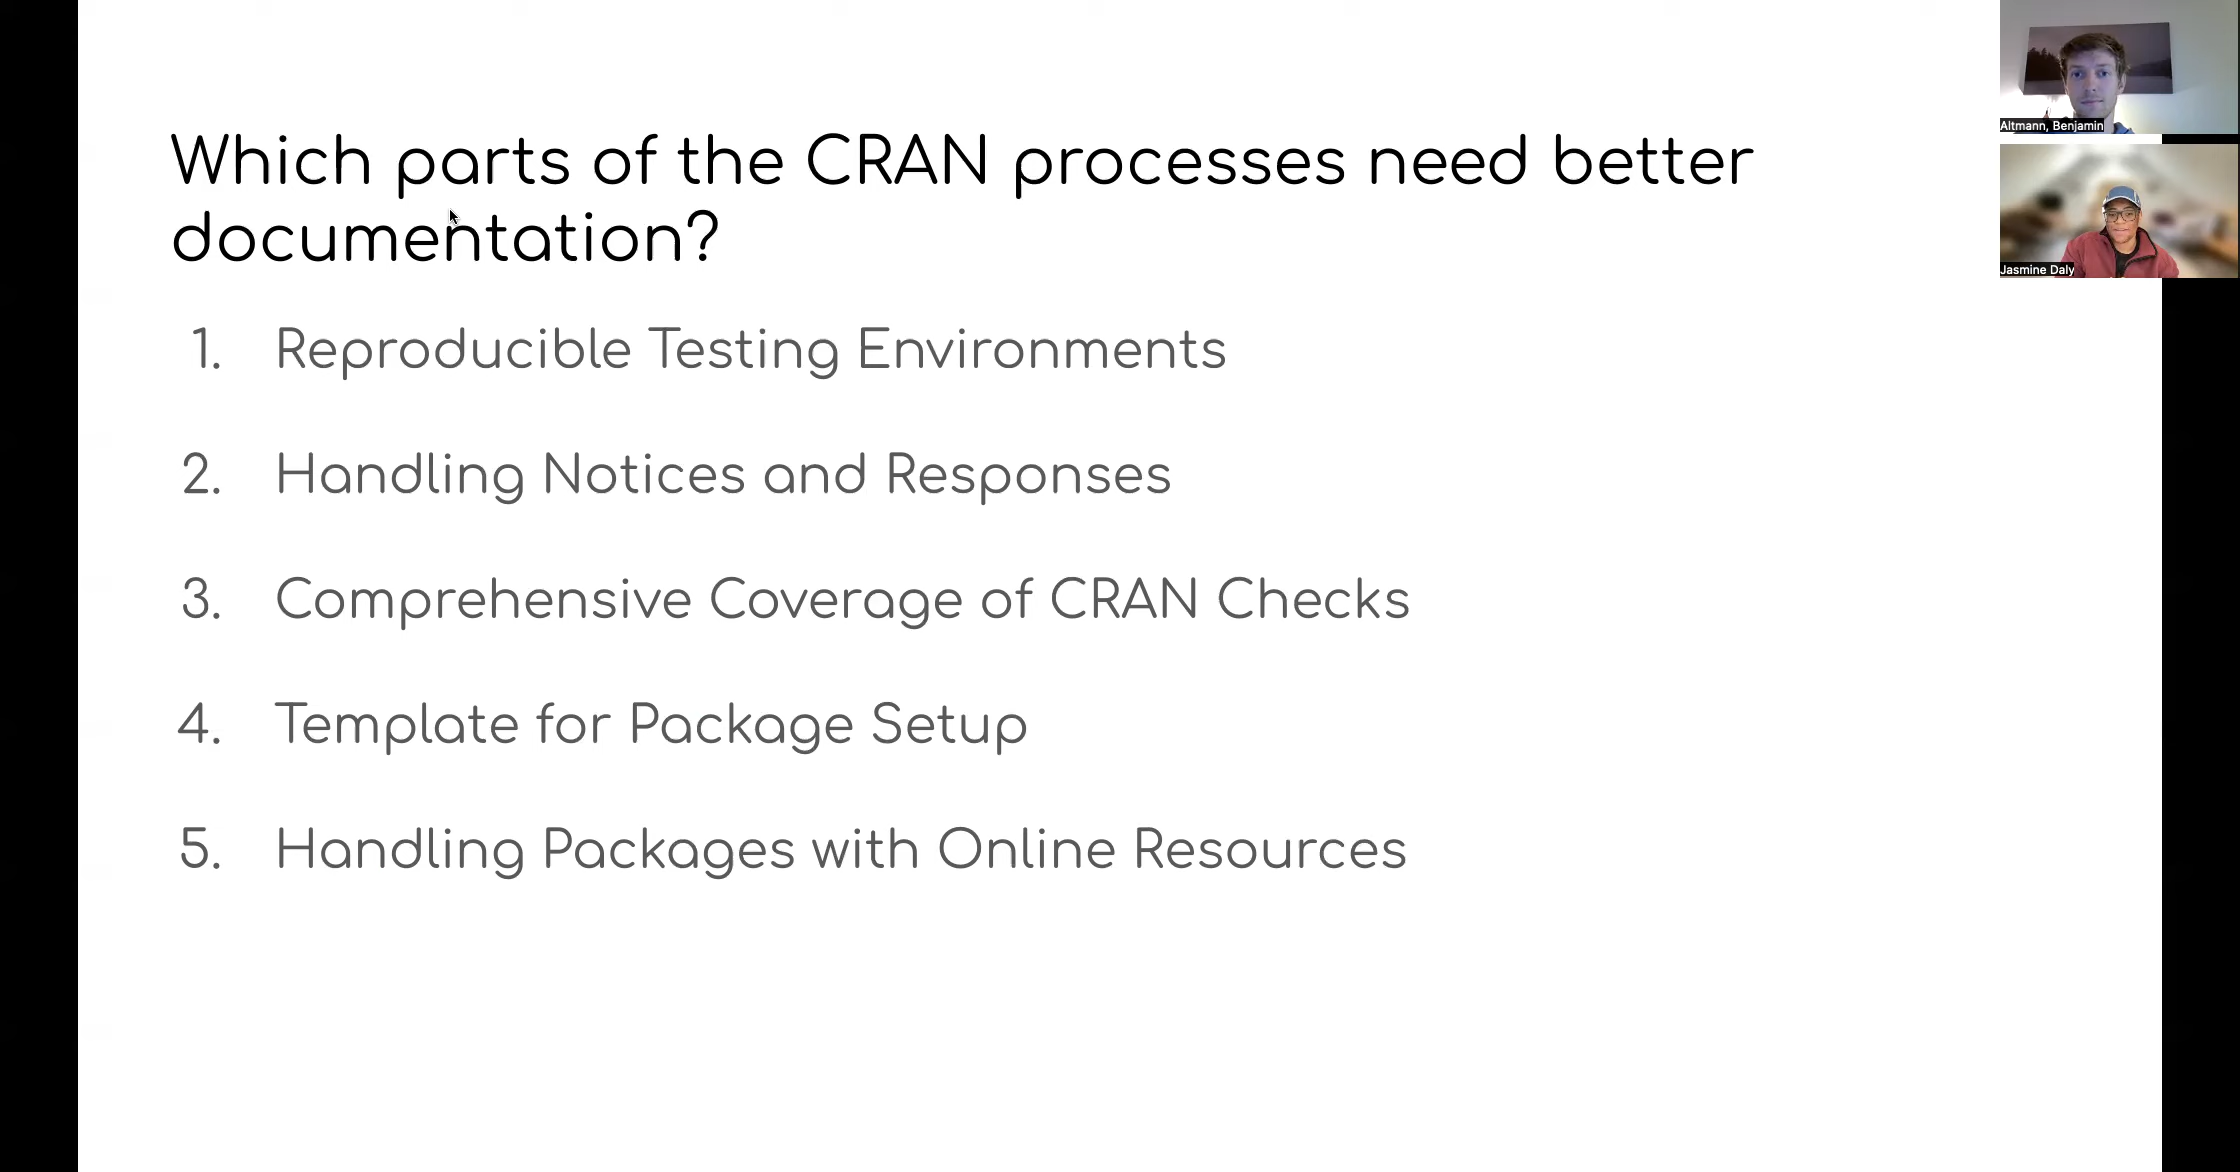 Which parts of the CRAN processes need better
documentation?
1. Reproducible Testing Environments
2. Handling Notices and Responses
3. Comprehensive Coverage of CRAN Checks
4. Template for Package Setup
5. Handling Packages with Online Resources
Altmann, Benjamin
Jasmine Daly